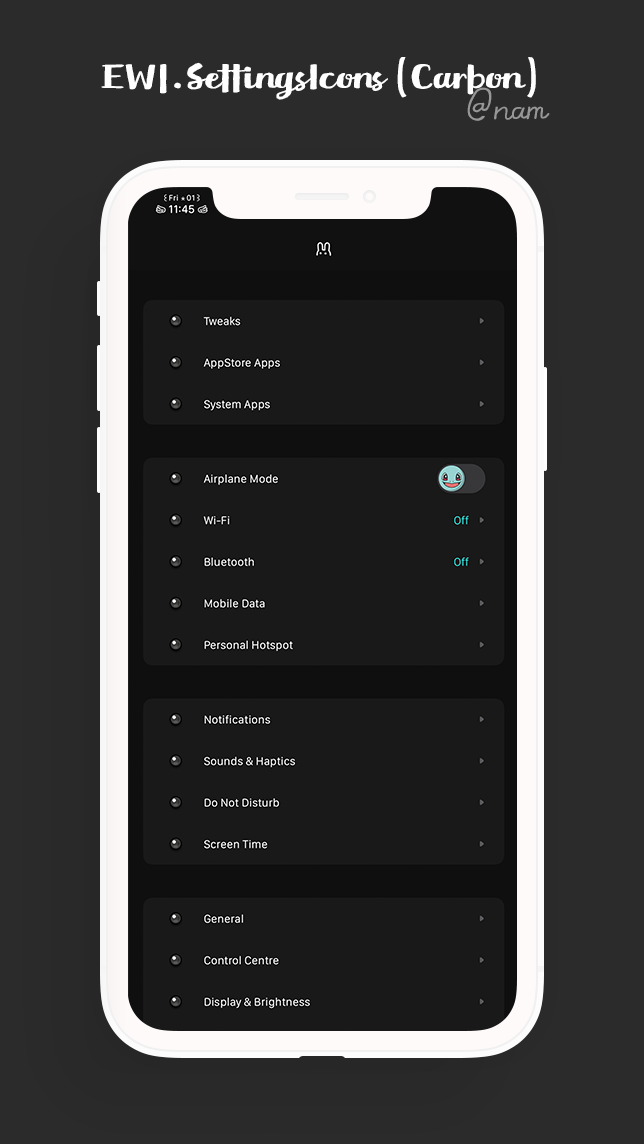 EWI.SettingsIcons (Carbon)
@nam
Fri 01
11:45
Tweaks
AppStore Apps
System Apps
Airplane Mode
Wi-Fi Off
Bluetooth Off
Mobile Data
Personal Hotspot
Notifications
Sounds & Haptics
Do Not Disturb
Screen Time
General
Control Centre
Display & Brightness